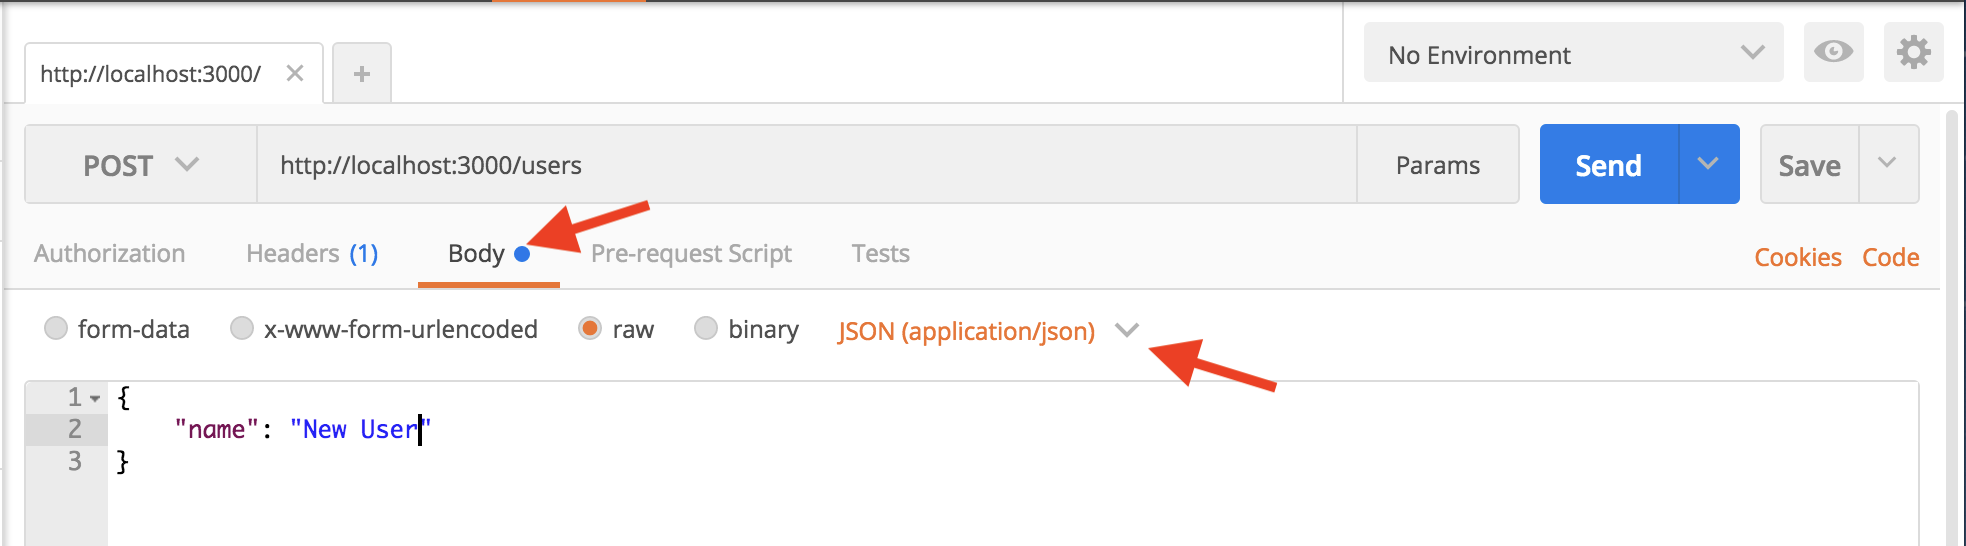 http://localhost:3000/
No Environment
POST http://localhost:3000/users Params Send Save
Authorization Headers (1) Body Pre-request Script Tests Cookies Code
form-data x-www-form-urlencoded raw binary JSON (application/json)
1 {
2 "name": "New User"
3 }